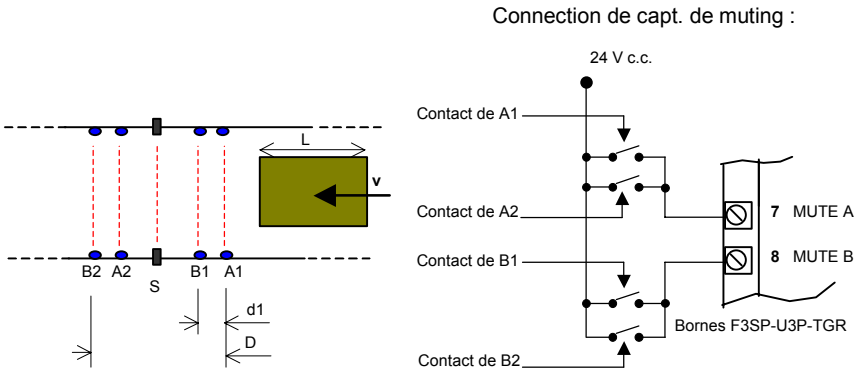 Connection de capt. de muting :
24 V c.c.
Contact de A1
L
v
Contact de A2
7 MUTE A
Contact de B1
8 MUTE B
B2 A2 B1 A1
S
d1
D
Bornes F3SP-U3P-TGR
Contact de B2